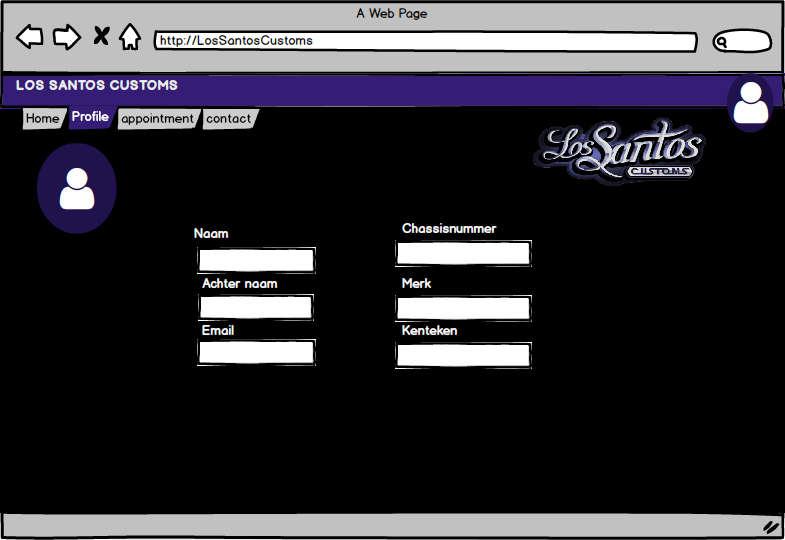 A Web Page
http://LosSantosCustoms
LOS SANTOS CUSTOMS
Home Profile appointment contact
Los Santos
CUSTOMS
Naam Chassisnummer
Achter naam Merk
Email Kenteken